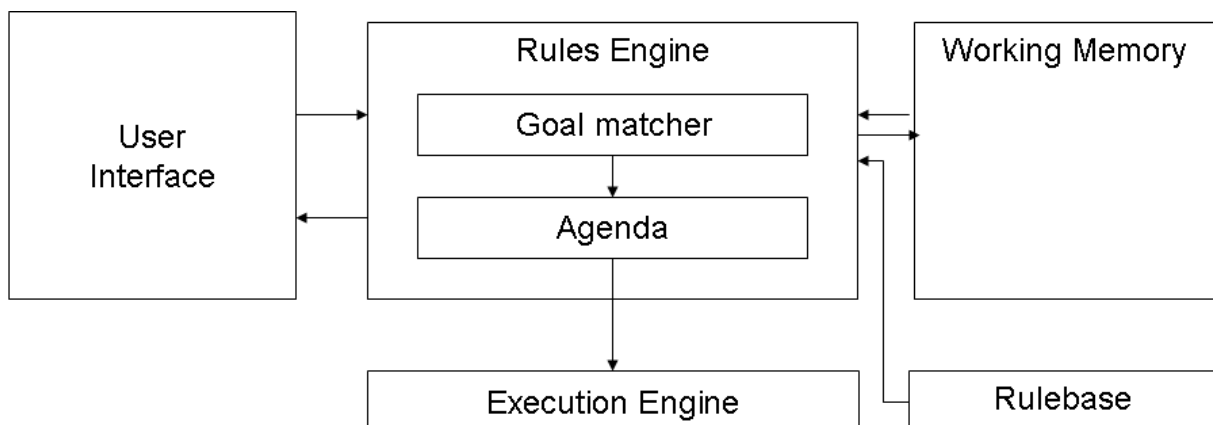 Rules Engine
Working Memory
Goal matcher
User
Interface
Agenda
Execution Engine
Rulebase